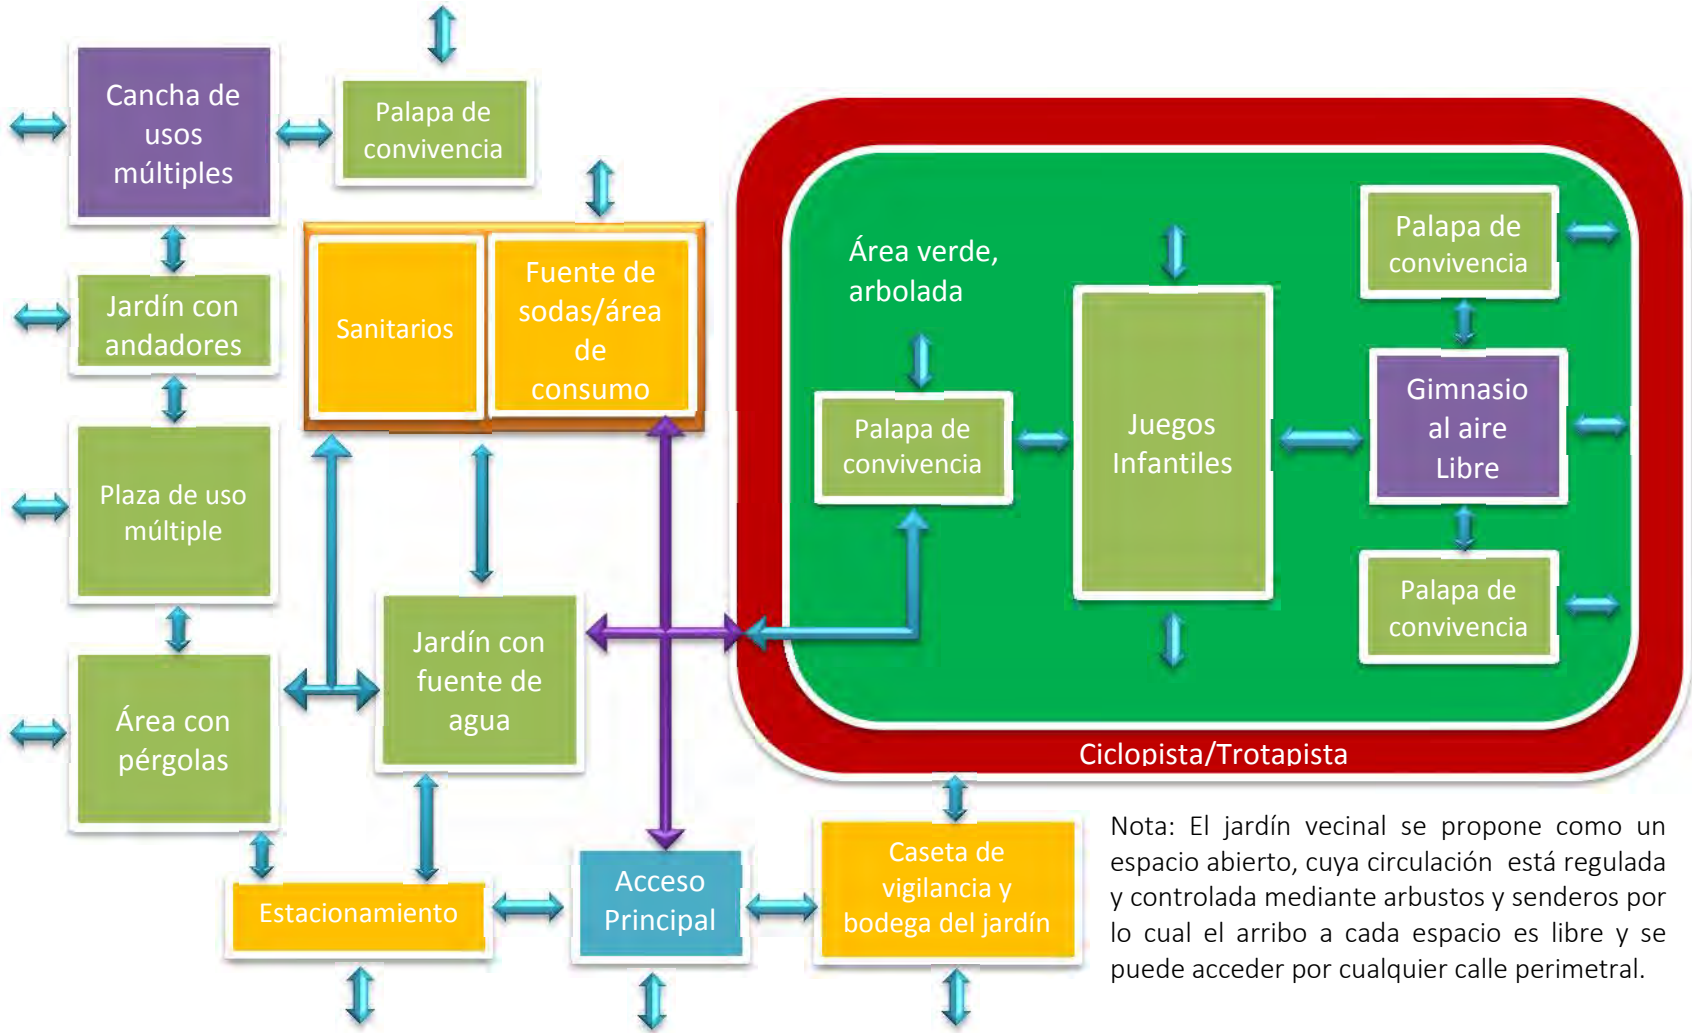 Cancha de
usos
múltiples
Palapa de
convivencia
Jardín con
andadores
Sanitarios
Fuente de
sodas/área
de
consumo
Plaza de uso
múltiple
Área con
pérgolas
Jardín con
fuente de
agua
Estacionamiento
Acceso
Principal
Caseta de
vigilancia y
bodega del jardín
Área verde,
arbolada
Palapa de
convivencia
Juegos
Infantiles
Palapa de
convivencia
Gimnasio
al aire
Libre
Palapa de
convivencia
Ciclopista/Trotapista
Nota: El jardín vecinal se propone como un
espacio abierto, cuya circulación está regulada
y controlada mediante arbustos y senderos por
lo cual el arribo a cada espacio es libre y se
puede acceder por cualquier calle perimetral.